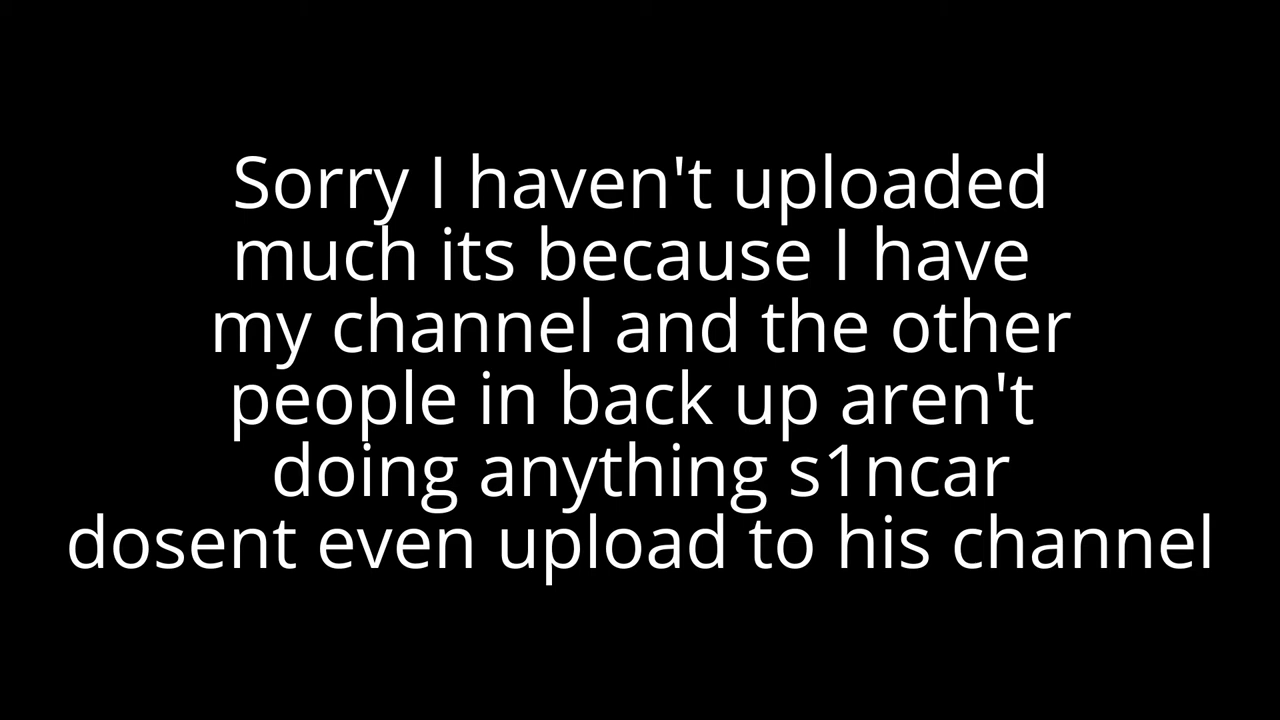 Sorry I haven't uploaded
much its because I have
my channel and the other
people in back up aren't
doing anything s1ncar
dosent even upload to his channel